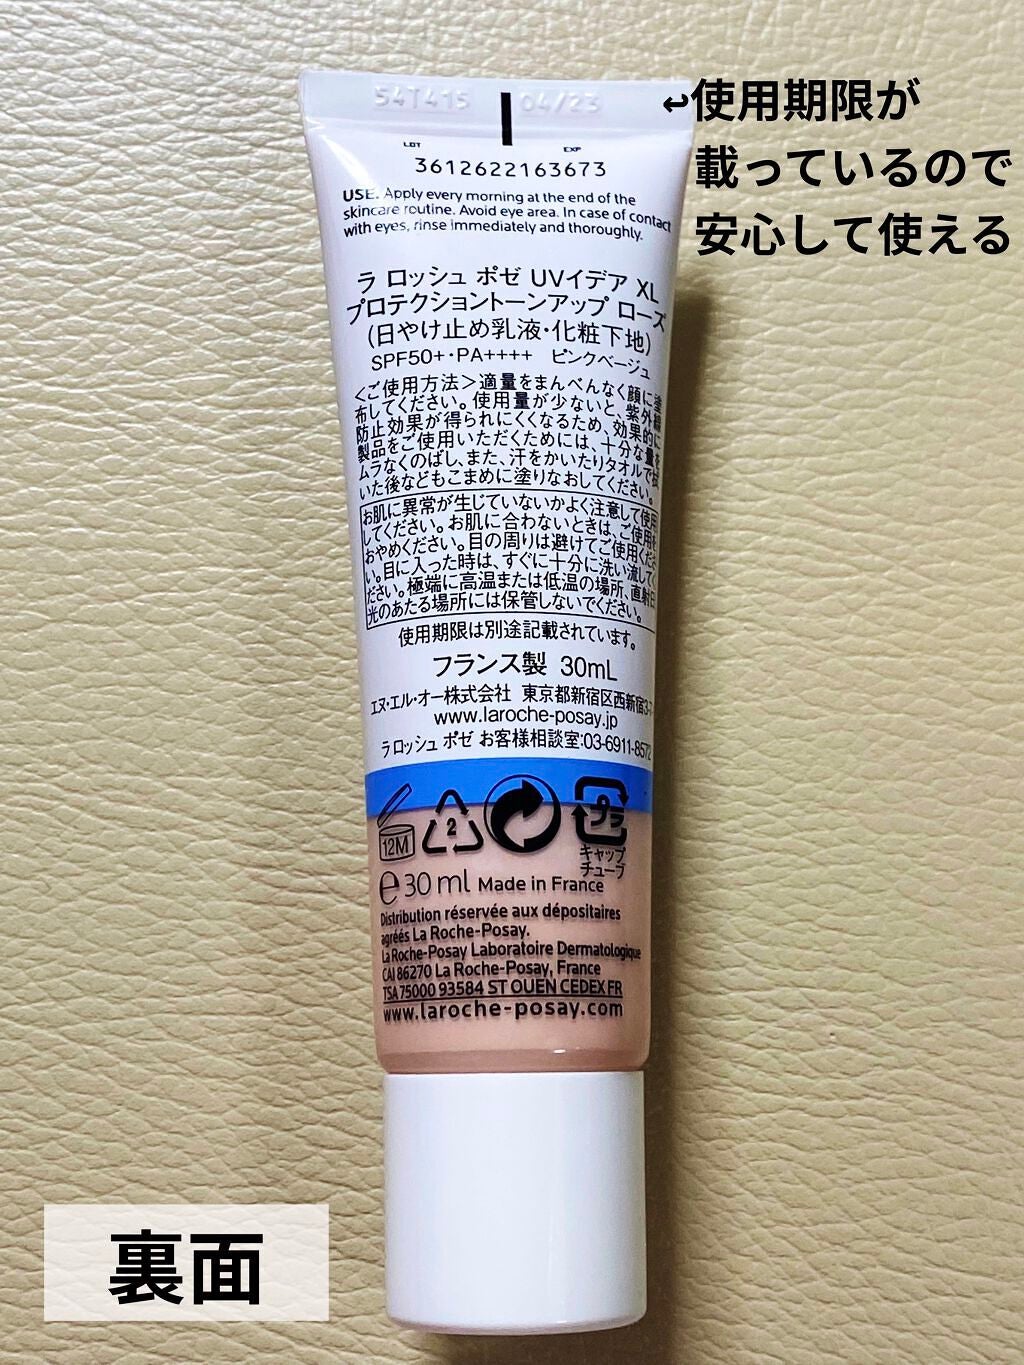 54T415 04/23
↩使用期限が
載っているので
安心して使える
LOT EXP
3612622163673
USE. Apply every morning at the end of the
skincare routine. Avoid eye area. In case of contact
with eyes, rinse immediately and thoroughly.
ラ ロッシュ ポゼ UVイデア XL
プロテクショントーンアップ ローズ
(日やけ止め乳液・化粧下地)
SPF50+・PA++++ ピンクベージュ
<ご使用方法>適量をまんべんなく顔に塗
布してください。使用量が少ないと、紫外線
防止効果が得られにくくなるため、効果的に
製品をご使用いただくためには、十分な量を
ムラなくのばし、また、汗をかいたりタオルで拭
いた後などもこまめに塗りなおしてください。
お肌に異常が生じていないかよく注意して使用
してください。お肌に合わないときは、ご使用を
おやめください。目の周りは避けてご使用くださ
い。目に入った時は、すぐに十分に洗い流してく
ださい。極端に高温または低温の場所、直射日
光のあたる場所には保管しないでください。
使用期限は別途記載されています。
フランス製 30mL
エヌ・エル・オー株式会社 東京都新宿区西新宿3-7-
www.laroche-posay.jp
ラ ロッシュ ポゼ お客様相談室:03-6911-8572
12M 2 プラ
キャップ
チューブ
℮30 ml Made in France
Distribution réservée aux dépositaires
agréés La Roche-Posay.
La Roche-Posay Laboratoire Dermatologique
CAI 86270 La Roche-Posay, France
TSA 75000 93584 ST OUEN CEDEX FR
www.laroche-posay.com
裏面